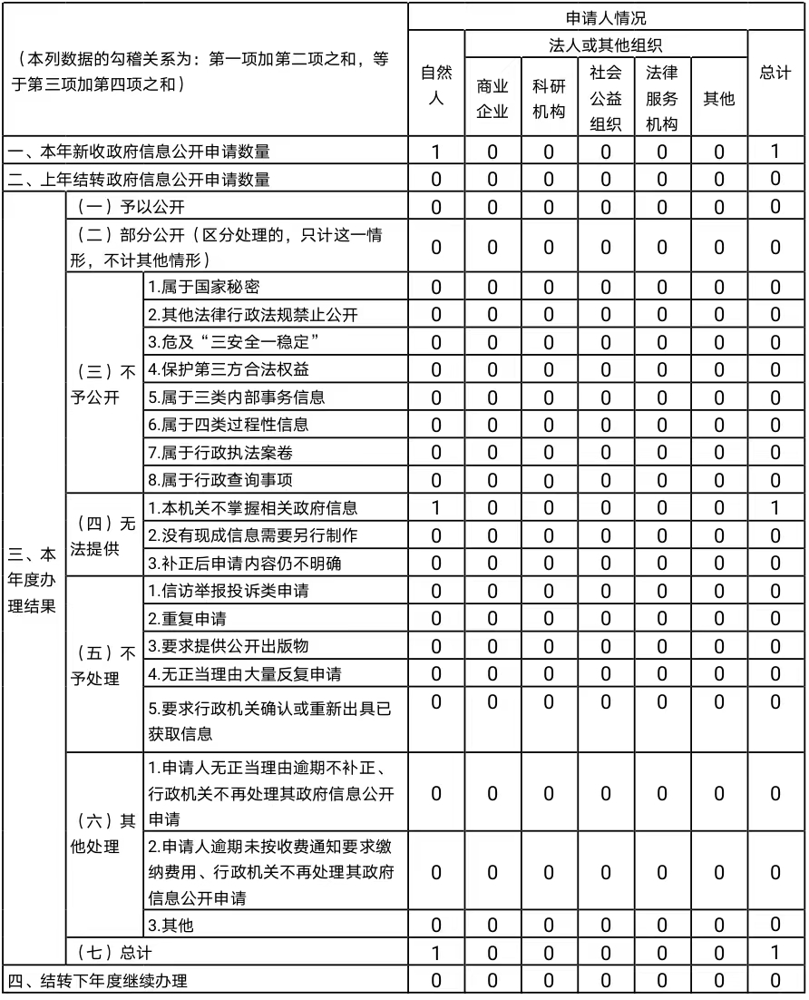 （本列数据的勾稽关系为：第一项加第二项之和，等
于第三项加第四项之和）
申请人情况
自然
人
法人或其他组织
总计
商业
企业
科研
机构
社会
公益
组织
法律
服务
机构
其他
一、本年新收政府信息公开申请数量 1 0 0 0 0 0 1
二、上年结转政府信息公开申请数量 0 0 0 0 0 0 0
三、本
年度办
理结果
（一）予以公开 0 0 0 0 0 0 0
（二）部分公开（区分处理的，只计这一情
形，不计其他情形） 0 0 0 0 0 0 0
（三）不
予公开
1.属于国家秘密 0 0 0 0 0 0 0
2.其他法律行政法规禁止公开 0 0 0 0 0 0 0
3.危及“三安全一稳定” 0 0 0 0 0 0 0
4.保护第三方合法权益 0 0 0 0 0 0 0
5.属于三类内部事务信息 0 0 0 0 0 0 0
6.属于四类过程性信息 0 0 0 0 0 0 0
7.属于行政执法案卷 0 0 0 0 0 0 0
8.属于行政查询事项 0 0 0 0 0 0 0
（四）无
法提供
1.本机关不掌握相关政府信息 1 0 0 0 0 0 1
2.没有现成信息需要另行制作 0 0 0 0 0 0 0
3.补正后申请内容仍不明确 0 0 0 0 0 0 0
（五）不
予处理
1.信访举报投诉类申请 0 0 0 0 0 0 0
2.重复申请 0 0 0 0 0 0 0
3.要求提供公开出版物 0 0 0 0 0 0 0
4.无正当理由大量反复申请 0 0 0 0 0 0 0
5.要求行政机关确认或重新出具已
获取信息 0 0 0 0 0 0 0
（六）其
他处理
1.申请人无正当理由逾期不补正、
行政机关不再处理其政府信息公开
申请 0 0 0 0 0 0 0
2.申请人逾期未按收费通知要求缴
纳费用、行政机关不再处理其政府
信息公开申请 0 0 0 0 0 0 0
3.其他 0 0 0 0 0 0 0
（七）总计 1 0 0 0 0 0 1
四、结转下年度继续办理 0 0 0 0 0 0 0